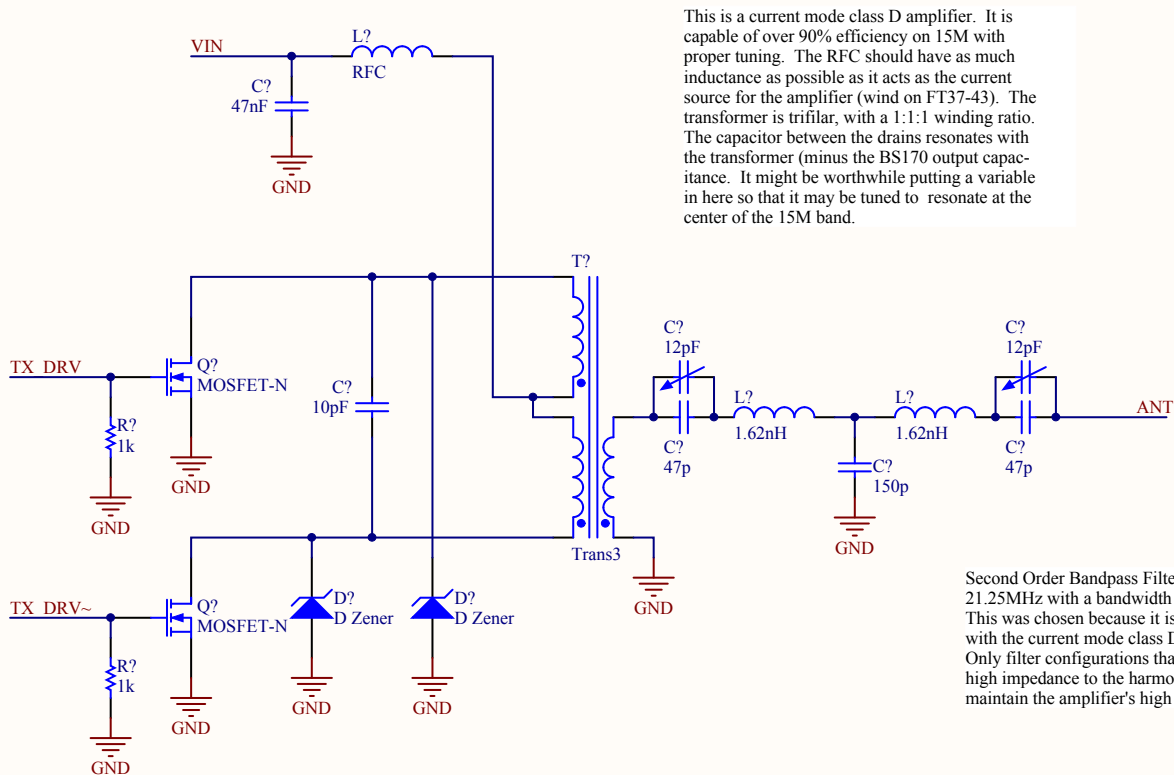 This is a current mode class D amplifier. It is
capable of over 90% efficiency on 15M with
proper tuning. The RFC should have as much
inductance as possible as it acts as the current
source for the amplifier (wind on FT37-43). The
transformer is trifilar, with a 1:1:1 winding ratio.
The capacitor between the drains resonates with
the transformer (minus the BS170 output capac-
itance. It might be worthwhile putting a variable
in here so that it may be tuned to resonate at the
center of the 15M band.
VIN
L?
RFC
C?
47nF
GND
T?
Trans3
TX DRV
Q?
MOSFET-N
R?
1k
GND
GND
C?
10pF
C?
12pF
C?
47p
L?
1.62nH
C?
150p
GND
L?
1.62nH
C?
12pF
C?
47p
ANT
GND
TX DRV~
Q?
MOSFET-N
R?
1k
GND
GND
D?
D Zener
GND
D?
D Zener
GND
Second Order Bandpass Filte
21.25MHz with a bandwidth
This was chosen because it is
with the current mode class D
Only filter configurations tha
high impedance to the harmo
maintain the amplifier's high